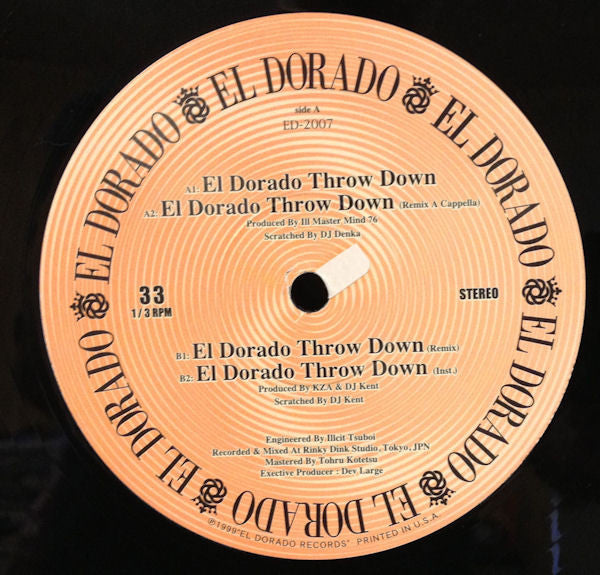 EL DORADO
EL DORADO
EL DORADO
EL DORADO
EL DORADO
EL DORADO
EL DORADO
side A
ED-2007
A1: El Dorado Throw Down
A2: El Dorado Throw Down (Remix A Cappella)
Produced By Ill Master Mind 76
Scratched By DJ Denka
33
1/3 RPM
STEREO
B1: El Dorado Throw Down (Remix)
B2: El Dorado Throw Down (Inst.)
Produced By KZA & DJ Kent
Scratched By DJ Kent
Engineered By Illcit Tsuboi
Recorded & Mixed At Rinky Dink Studio, Tokyo, JPN
Mastered By Tohru Kotetsu
Exective Producer : Dev Large
℗1999"EL DORADO RECORDS" PRINTED IN U.S.A.